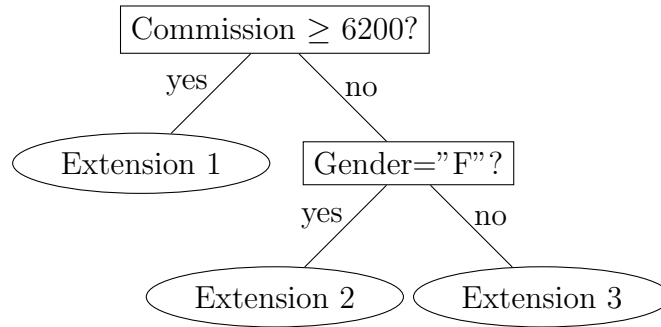 Commission ≥ 6200?
yes
no
Extension 1
Gender=”F”?
yes
no
Extension 2
Extension 3